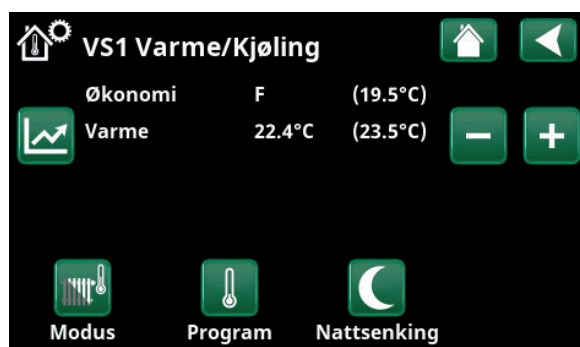 VS1 Varme/Kjøling
Økonomi F (19.5°C)
Varme 22.4°C (23.5°C)
Modus Program Nattsenking